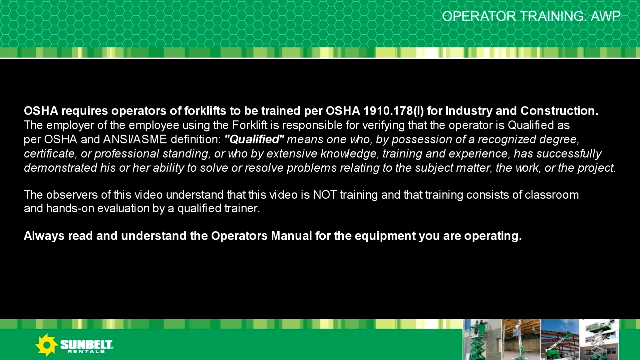 OPERATOR TRAINING: AWP
OSHA requires operators of forklifts to be trained per OSHA 1910.178(l) for Industry and Construction.
The employer of the employee using the Forklift is responsible for verifying that the operator is Qualified as
per OSHA and ANSI/ASME definition: "Qualified" means one who, by possession of a recognized degree,
certificate, or professional standing, or who by extensive knowledge, training and experience, has successfully
demonstrated his or her ability to solve or resolve problems relating to the subject matter, the work, or the project.
The observers of this video understand that this video is NOT training and that training consists of classroom
and hands-on evaluation by a qualified trainer.
Always read and understand the Operators Manual for the equipment you are operating.
SUNBELT
RENTALS